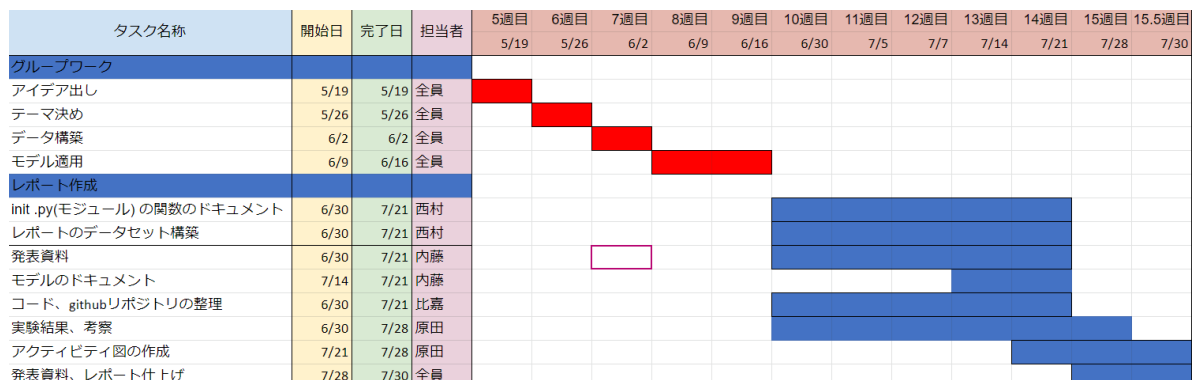 タスク名称 開始日 完了日 担当者 5週目 6週目 7週目 8週目 9週目 10週目 11週目 12週目 13週目 14週目 15週目 15.5週目
5/19 5/26 6/2 6/9 6/16 6/30 7/5 7/7 7/14 7/21 7/28 7/30
グループワーク
アイデア出し 5/19 5/19 全員
テーマ決め 5/26 5/26 全員
データ構築 6/2 6/2 全員
モデル適用 6/9 6/16 全員
レポート作成
init .py(モジュール) の関数のドキュメント 6/30 7/21 西村
レポートのデータセット構築 6/30 7/21 西村
発表資料 6/30 7/21 内藤
モデルのドキュメント 7/14 7/21 内藤
コード、githubリポジトリの整理 6/30 7/21 比嘉
実験結果、考察 6/30 7/28 原田
アクティビティ図の作成 7/21 7/28 原田
発表資料、レポート仕上げ 7/28 7/30 全員